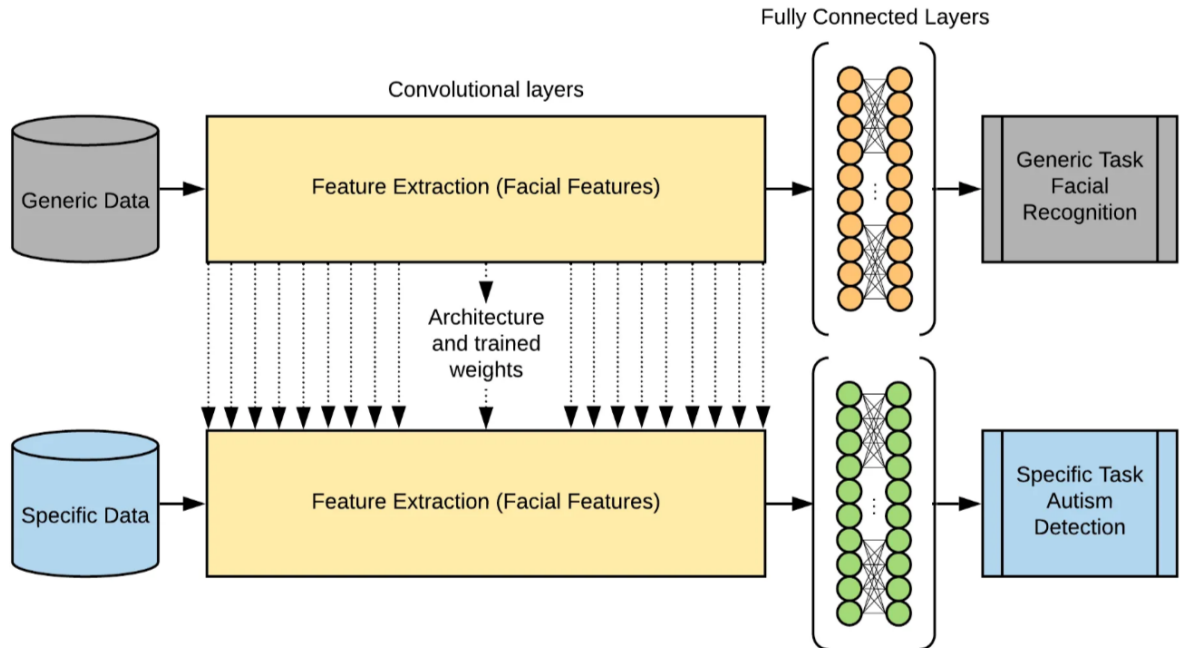 Fully Connected Layers
Convolutional layers
Generic Data
Feature Extraction (Facial Features)
Generic Task
Facial
Recognition
Architecture
and trained
weights
Specific Data
Feature Extraction (Facial Features)
Specific Task
Autism
Detection